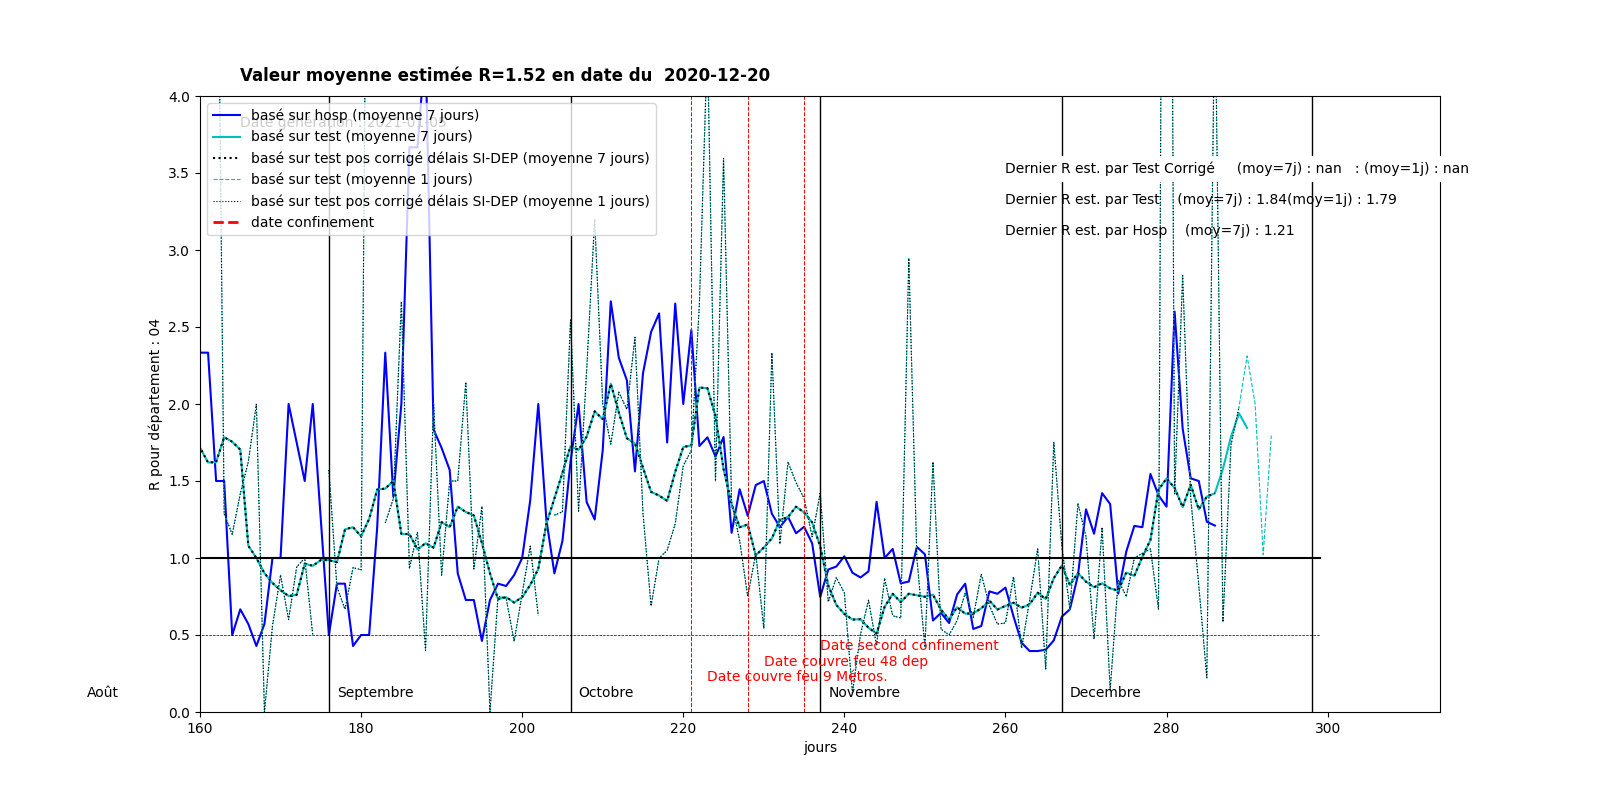 Valeur moyenne estimée R=1.52 en date du  2020-12-20
4.0
3.5
3.0
2.5
2.0
1.5
1.0
0.5
0.0
R pour département : 04
basé sur hosp (moyenne 7 jours)
basé sur test (moyenne 7 jours)
basé sur test pos corrigé délais SI-DEP (moyenne 7 jours)
basé sur test (moyenne 1 jours)
basé sur test pos corrigé délais SI-DEP (moyenne 1 jours)
date confinement
Dernier R est. par Test Corrigé     (moy=7j) : nan   : (moy=1j) : nan
Dernier R est. par Test    (moy=7j) : 1.84(moy=1j) : 1.79
Dernier R est. par Hosp    (moy=7j) : 1.21
Date second confinement
Date couvre feu 48 dep
Date couvre feu 9 Métros.
Août
Septembre
Octobre
Novembre
Decembre
160 180 200 220 240 260 280 300
jours